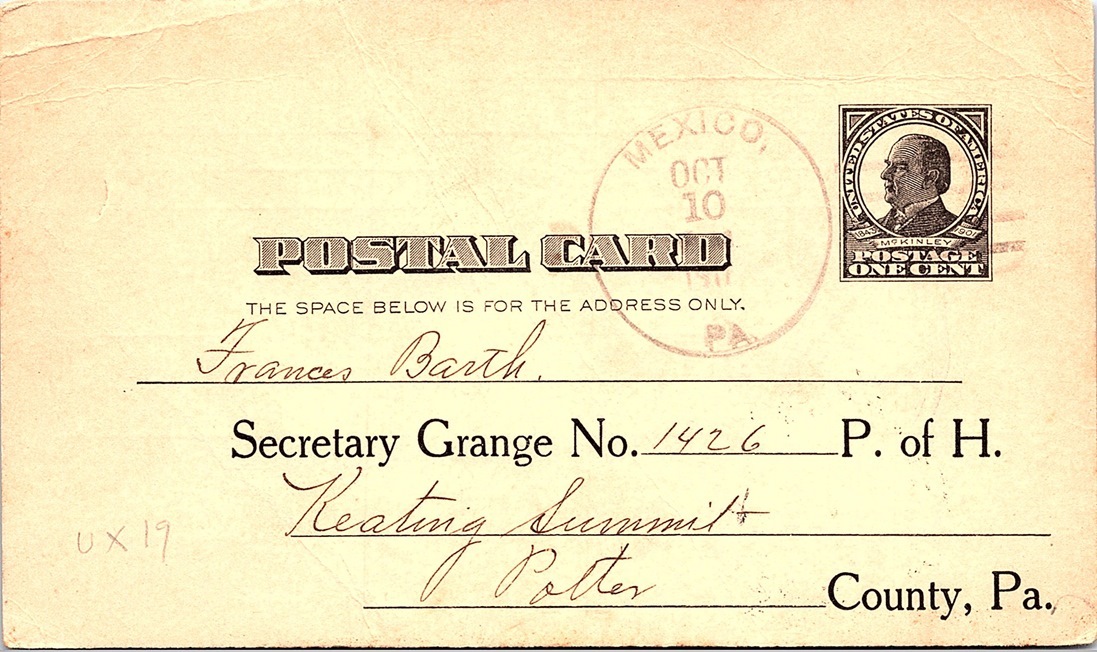 MEXICO,
OCT
10
PA.
UNITED STATES OF AMERICA
1843 1901
McKINLEY
POSTAGE
ONE CENT
POSTAL CARD
THE SPACE BELOW IS FOR THE ADDRESS ONLY.
Frances Barth.
Secretary Grange No. 1426 P. of H.
Keating Summit
Potter County, Pa.
UX19